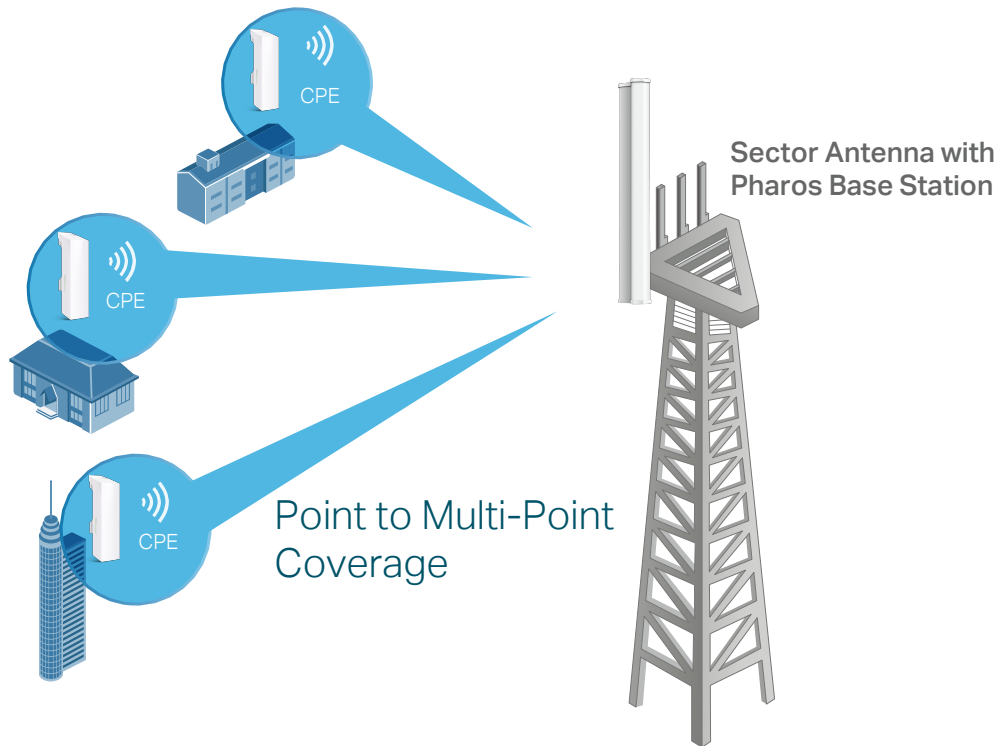 CPE
Sector Antenna with
Pharos Base Station
CPE
Point to Multi-Point
Coverage
CPE